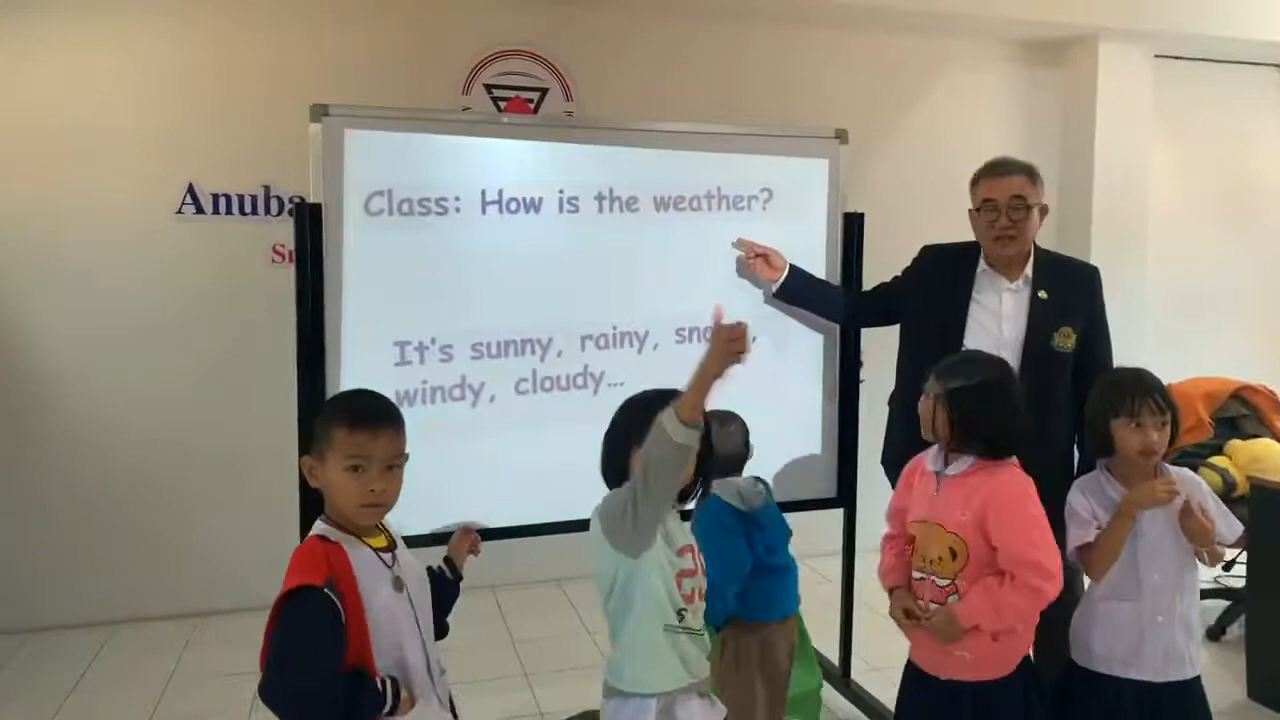 Anuba
Class: How is the weather?
It's sunny, rainy,
windy, cloudy...